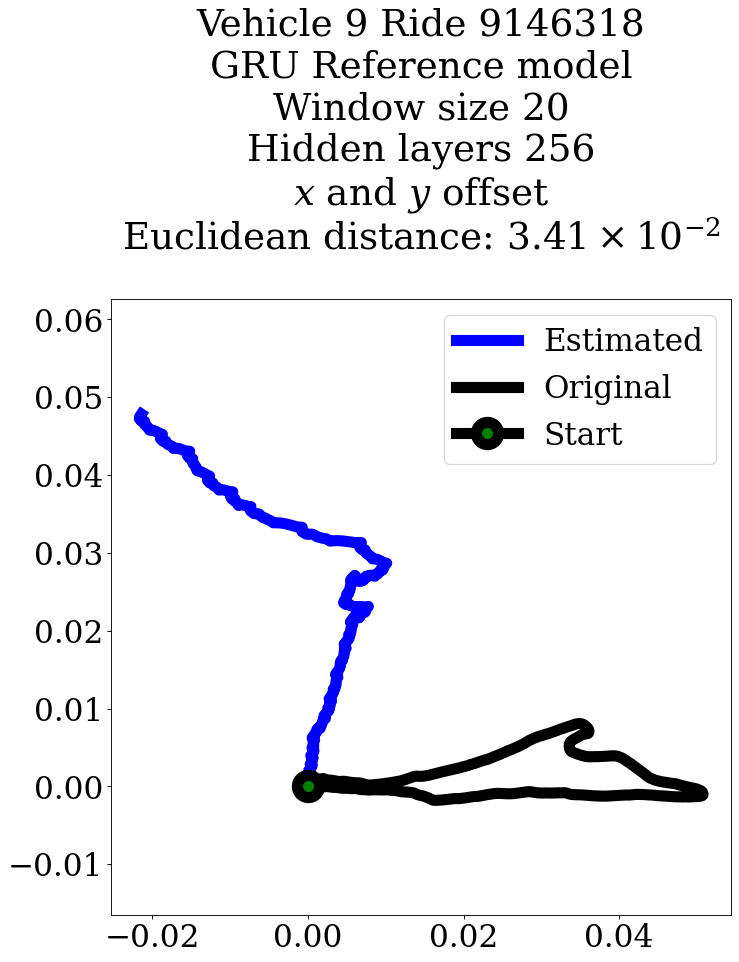 Vehicle 9 Ride 9146318
GRU Reference model
Window size 20
Hidden layers 256
x and y offset
Euclidean distance: 3.41 × 10⁻²
Estimated
Original
Start
0.06
0.05
0.04
0.03
0.02
0.01
0.00
−0.01
−0.02 0.00 0.02 0.04